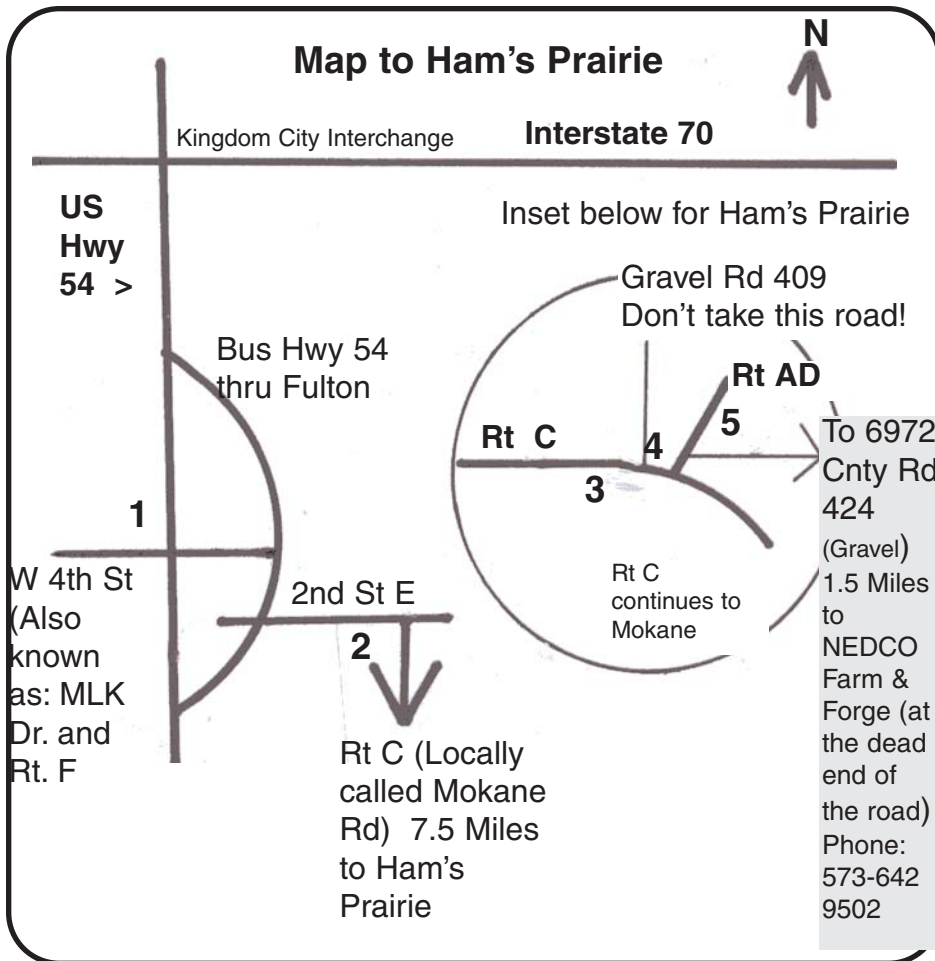 N
Map to Ham's Prairie
Kingdom City Interchange
Interstate 70
US
Hwy
54 >
Inset below for Ham's Prairie
Gravel Rd 409
Don't take this road!
Bus Hwy 54
thru Fulton
Rt AD
Rt C
4
5
3
1
W 4th St
(Also
known
as: MLK
Dr. and
Rt. F
2nd St E
2
Rt C
continues to
Mokane
Rt C (Locally
called Mokane
Rd) 7.5 Miles
to Ham's
Prairie
To 6972
Cnty Rd
424
(Gravel)
1.5 Miles
to
NEDCO
Farm &
Forge (at
the dead
end of
the road)
Phone:
573-642
9502